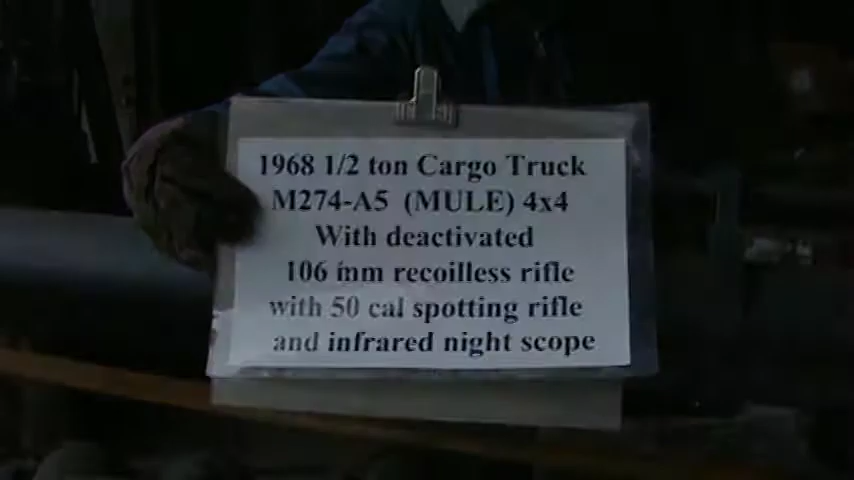 1968 1/2 ton Cargo Truck
M274-A5 (MULE) 4x4
With deactivated
106 mm recoilless rifle
with 50 cal spotting rifle
and infrared night scope